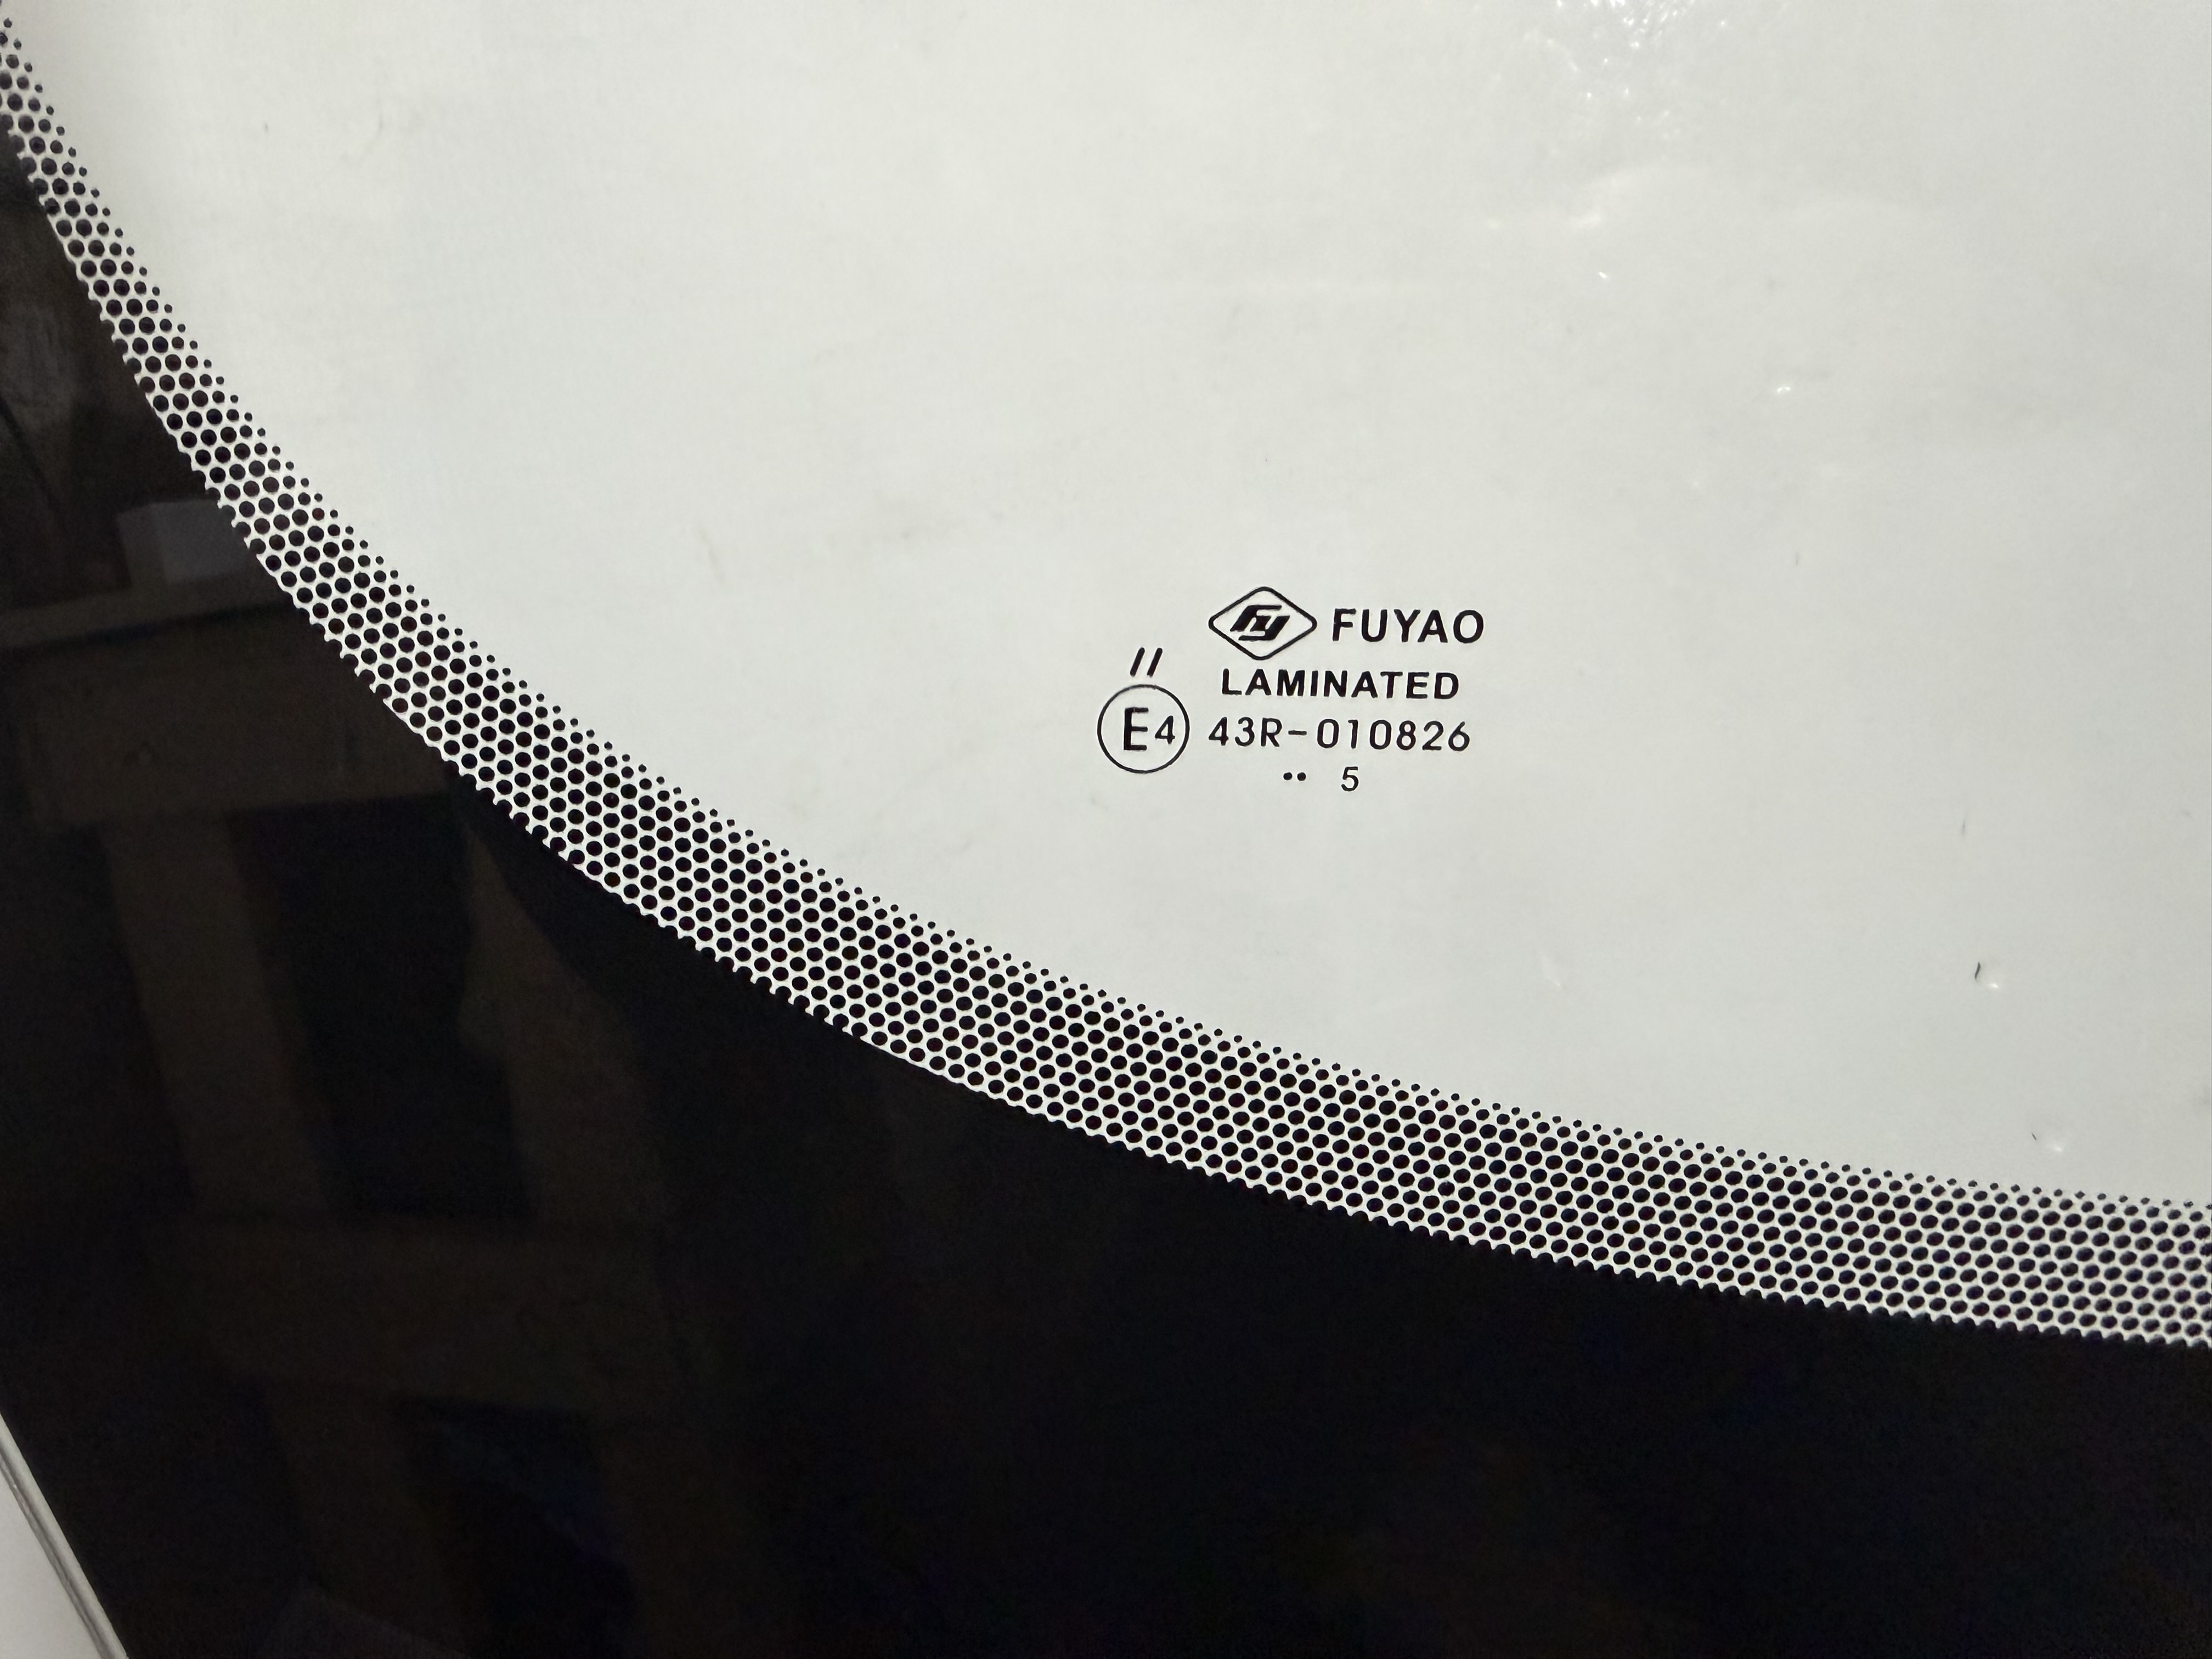 FY FUYAO
//
LAMINATED
E4 43R-010826
•• 5